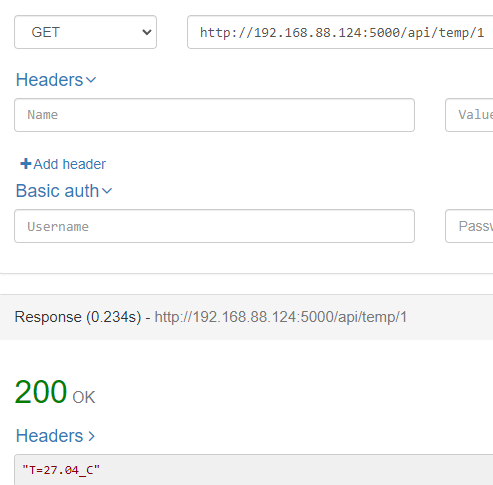 GET http://192.168.88.124:5000/api/temp/1
Headers
Name Value
Add header
Basic auth
Username Passw
Response (0.234s) - http://192.168.88.124:5000/api/temp/1
200 OK
Headers
"T=27.04_C"